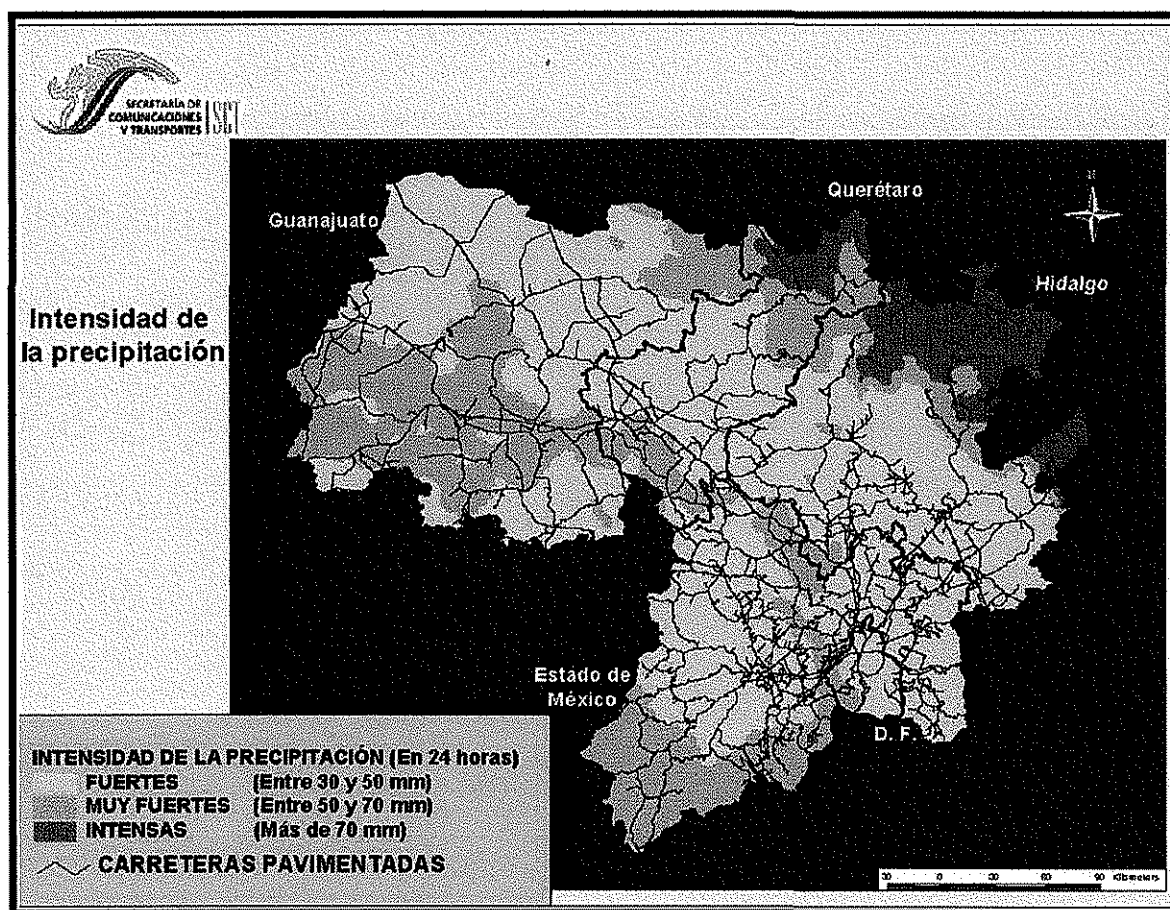 SECRETARÍA DE
COMUNICACIONES
Y TRANSPORTES
SCT
Intensidad de
la precipitación
Guanajuato
Querétaro
Hidalgo
Estado de
México
D. F.
INTENSIDAD DE LA PRECIPITACIÓN (En 24 horas)
FUERTES (Entre 30 y 50 mm)
MUY FUERTES (Entre 50 y 70 mm)
INTENSAS (Más de 70 mm)
CARRETERAS PAVIMENTADAS
30 0 30 60 90 Kilometers